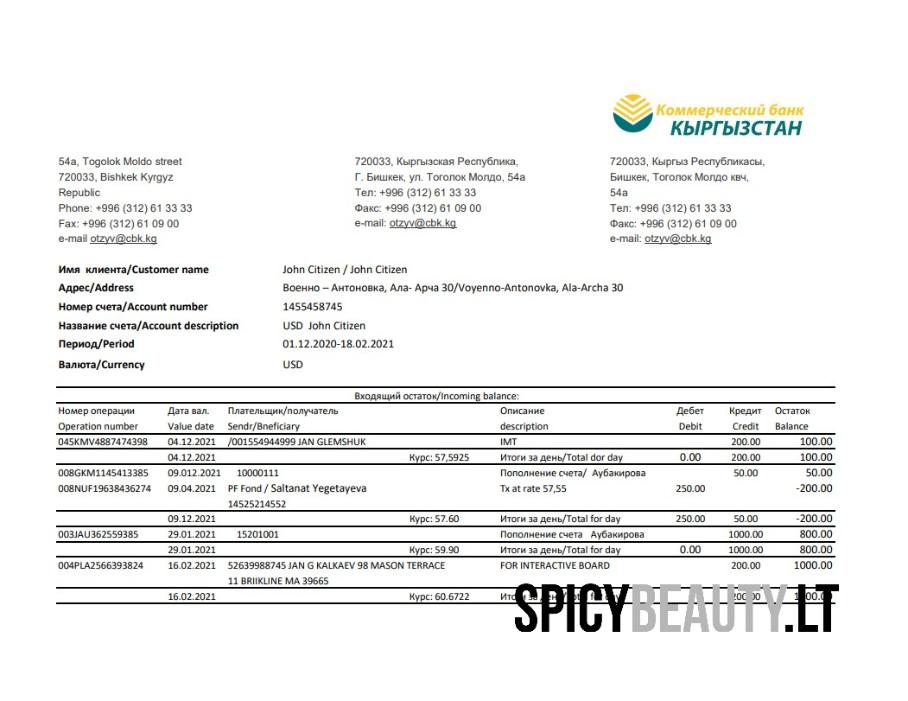 Коммерческий банк
КЫРГЫЗСТАН
54a, Togolok Moldo street
720033, Bishkek Kyrgyz
Republic
Phone: +996 (312) 61 33 33
Fax: +996 (312) 61 09 00
e-mail otzyv@cbk.kg
720033, Кыргызская Республика,
Г. Бишкек, ул. Тоголок Молдо, 54а
Тел: +996 (312) 61 33 33
Факс: +996 (312) 61 09 00
e-mail: otzyv@cbk.kg
720033, Кыргыз Республикасы,
Бишкек, Тоголок Молдо квч,
54а
Тел: +996 (312) 61 33 33
Факс: +996 (312) 61 09 00
e-mail: otzyv@cbk.kg
Имя клиента/Customer name John Citizen / John Citizen
Адрес/Address Военно – Антоновка, Ала- Арча 30/Voyenno-Antonovka, Ala-Archa 30
Номер счета/Account number 1455458745
Название счета/Account description USD John Citizen
Период/Period 01.12.2020-18.02.2021
Валюта/Currency USD
Входящий остаток/Incoming balance:
Номер операции Дата вал. Плательщик/получатель Описание Дебет Кредит Остаток
Operation number Value date Sendr/Bneficiary description Debit Credit Balance
045KMV4887474398 04.12.2021 /001554944999 JAN GLEMSHUK IMT 200.00 100.00
04.12.2021 Курс: 57,5925 Итоги за день/Total dor day 0.00 200.00 100.00
008GKM1145413385 09.012.2021 10000111 Пополнение счета/ Аубакирова 50.00 50.00
008NUF19638436274 09.04.2021 PF Fond / Saltanat Yegetayeva Tx at rate 57,55 250.00 -200.00
14525214552
09.12.2021 Курс: 57.60 Итоги за день/Total for day 250.00 50.00 -200.00
003JAU362559385 29.01.2021 15201001 Пополнение счета Аубакирова 1000.00 800.00
29.01.2021 Курс: 59.90 Итоги за день/Total for day 0.00 1000.00 800.00
004PLA2566393824 16.02.2021 52639988745 JAN G KALKAEV 98 MASON TERRACE FOR INTERACTIVE BOARD 200.00 1000.00
11 BRIIKLINE MA 39665
16.02.2021 Курс: 60.6722
SPICYBEAUTY.LT